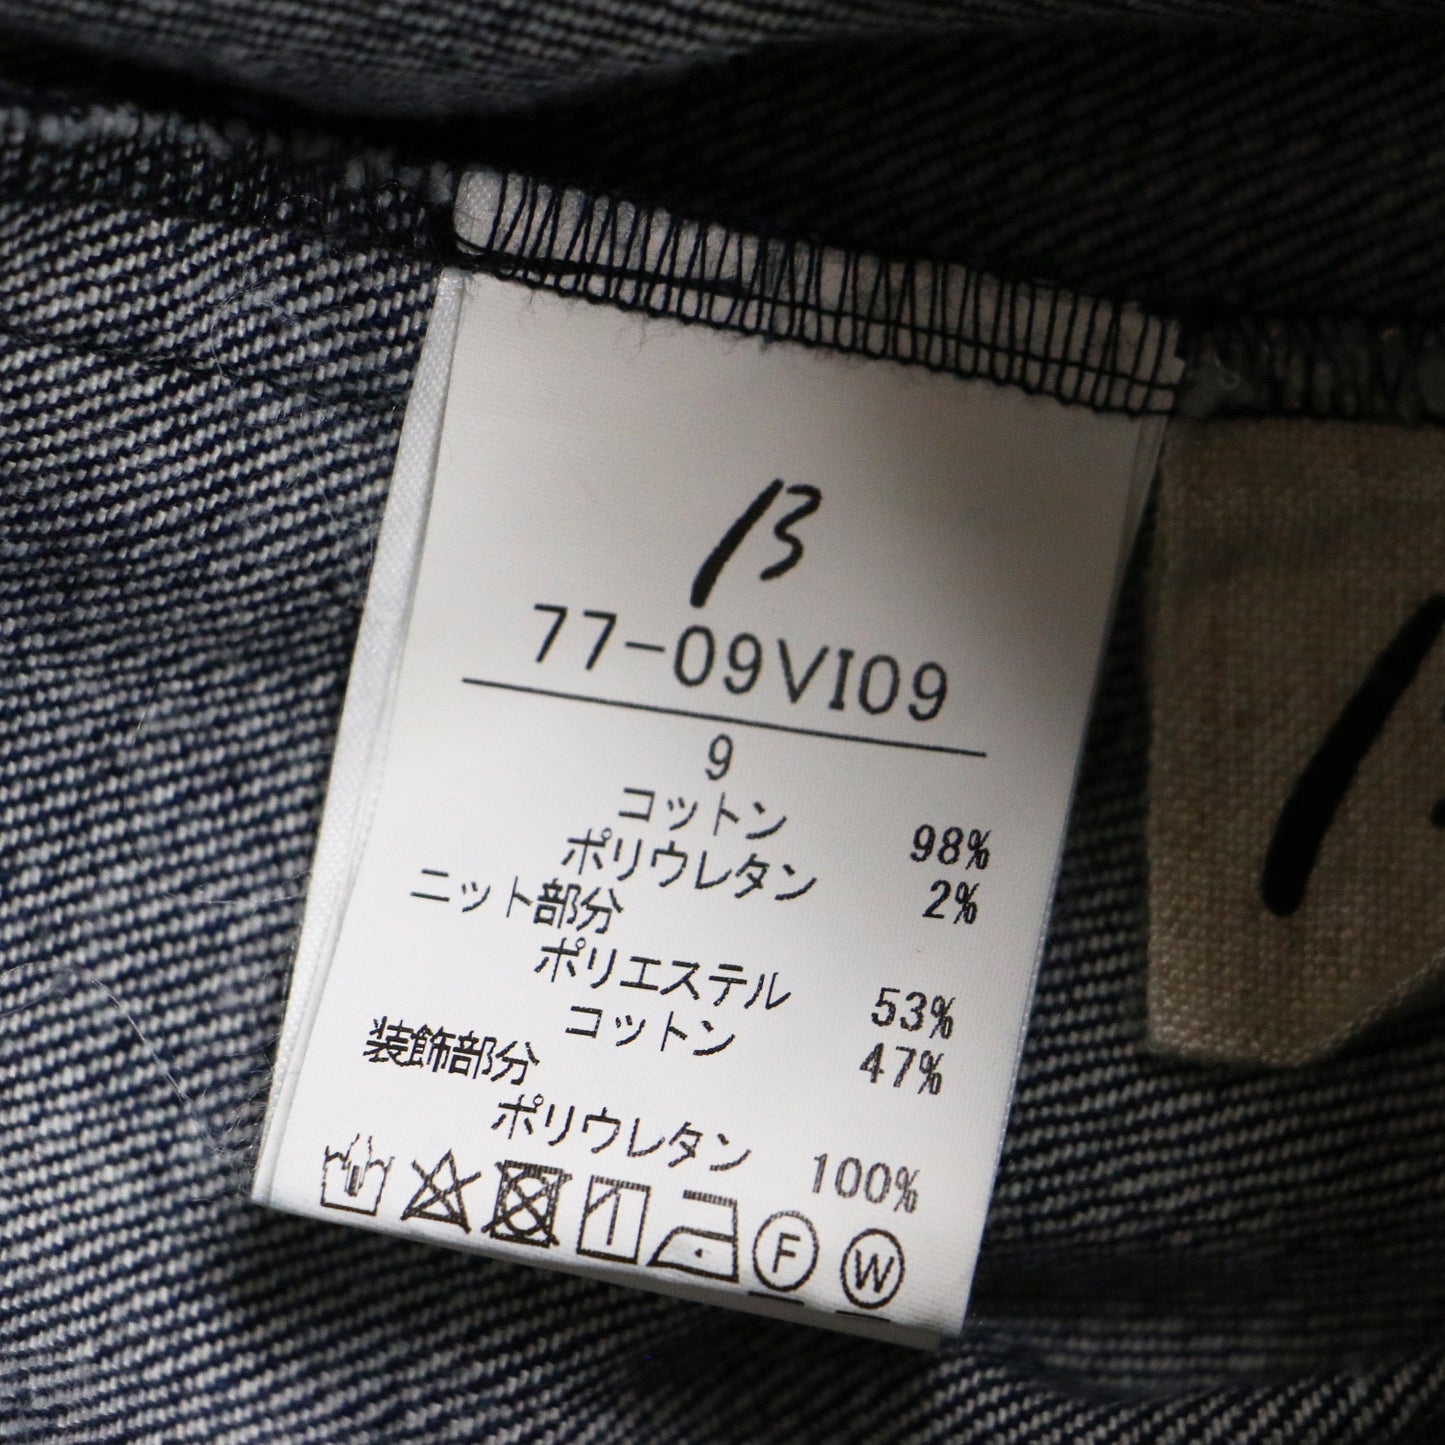 β
77-09VI09
9
コットン 98%
ポリウレタン 2%
ニット部分
ポリエステル 53%
コットン 47%
装飾部分
ポリウレタン 100%
F W